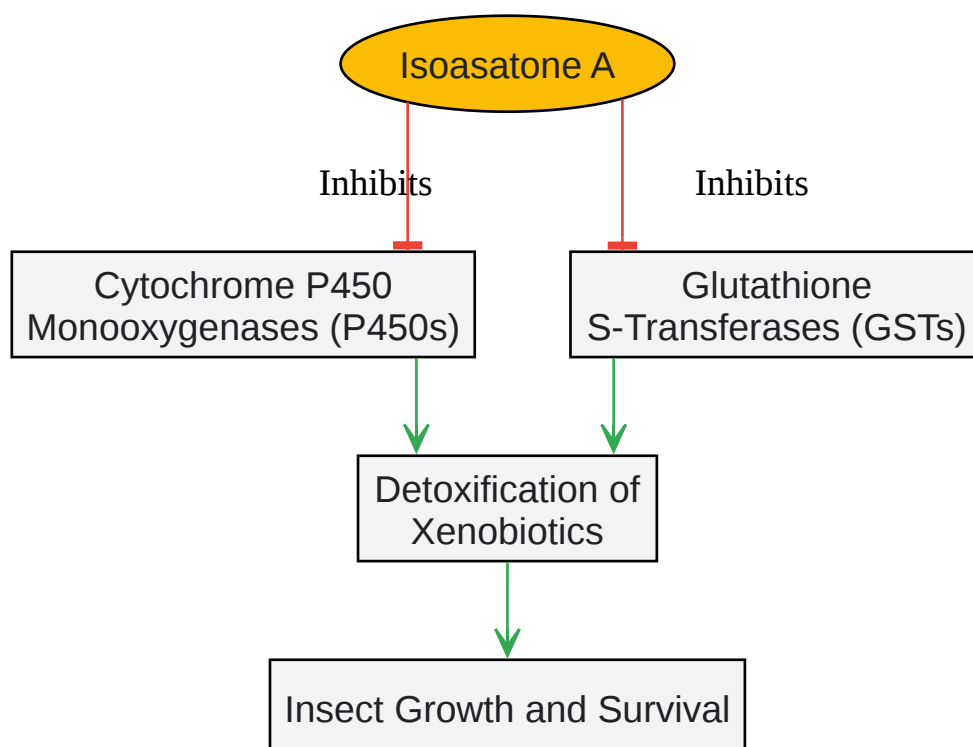 Isoasatone A
Inhibits
Inhibits
Cytochrome P450
Monooxygenases (P450s)
Glutathione
S-Transferases (GSTs)
Detoxification of
Xenobiotics
Insect Growth and Survival